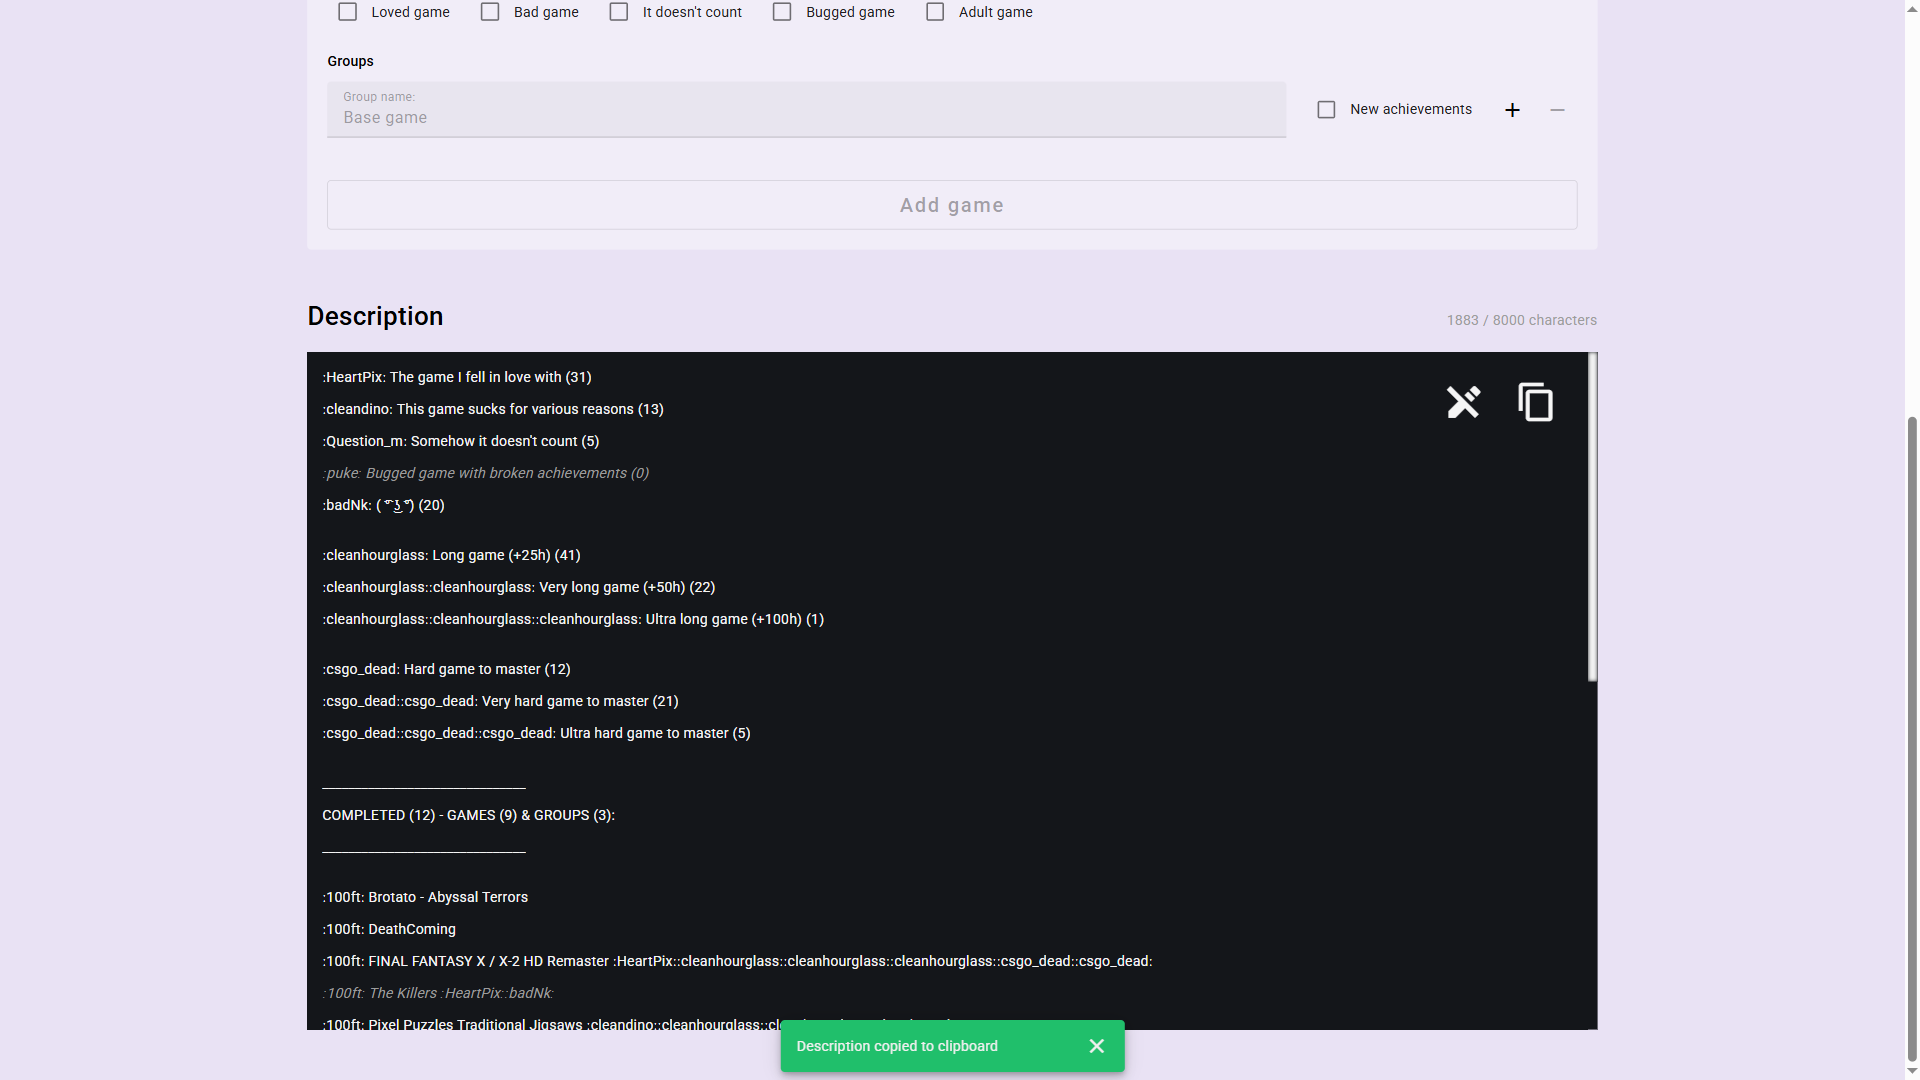 Loved game
Bad game
It doesn't count
Bugged game
Adult game
Groups
Group name:
Base game
New achievements
Add game
Description
1883 / 8000 characters
:HeartPix: The game I fell in love with (31)
:cleandino: This game sucks for various reasons (13)
:Question_m: Somehow it doesn't count (5)
:puke: Bugged game with broken achievements (0)
:badNk: ( ͡° ͜ʖ ͡°) (20)
:cleanhourglass: Long game (+25h) (41)
:cleanhourglass::cleanhourglass: Very long game (+50h) (22)
:cleanhourglass::cleanhourglass::cleanhourglass: Ultra long game (+100h) (1)
:csgo_dead: Hard game to master (12)
:csgo_dead::csgo_dead: Very hard game to master (21)
:csgo_dead::csgo_dead::csgo_dead: Ultra hard game to master (5)
COMPLETED (12) - GAMES (9) & GROUPS (3):
:100ft: Brotato - Abyssal Terrors
:100ft: DeathComing
:100ft: FINAL FANTASY X / X-2 HD Remaster :HeartPix::cleanhourglass::cleanhourglass::cleanhourglass::csgo_dead::csgo_dead:
:100ft: The Killers :HeartPix::badNk:
:100ft: Pixel Puzzles Traditional Jigsaws :cleandino::cleanhourglass::cl
Description copied to clipboard